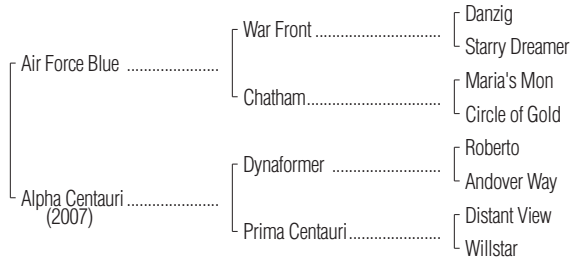 Danzig
War Front
Starry Dreamer
Air Force Blue
Maria's Mon
Chatham
Circle of Gold
Roberto
Dynaformer
Andover Way
Alpha Centauri
(2007)
Distant View
Prima Centauri
Willstar